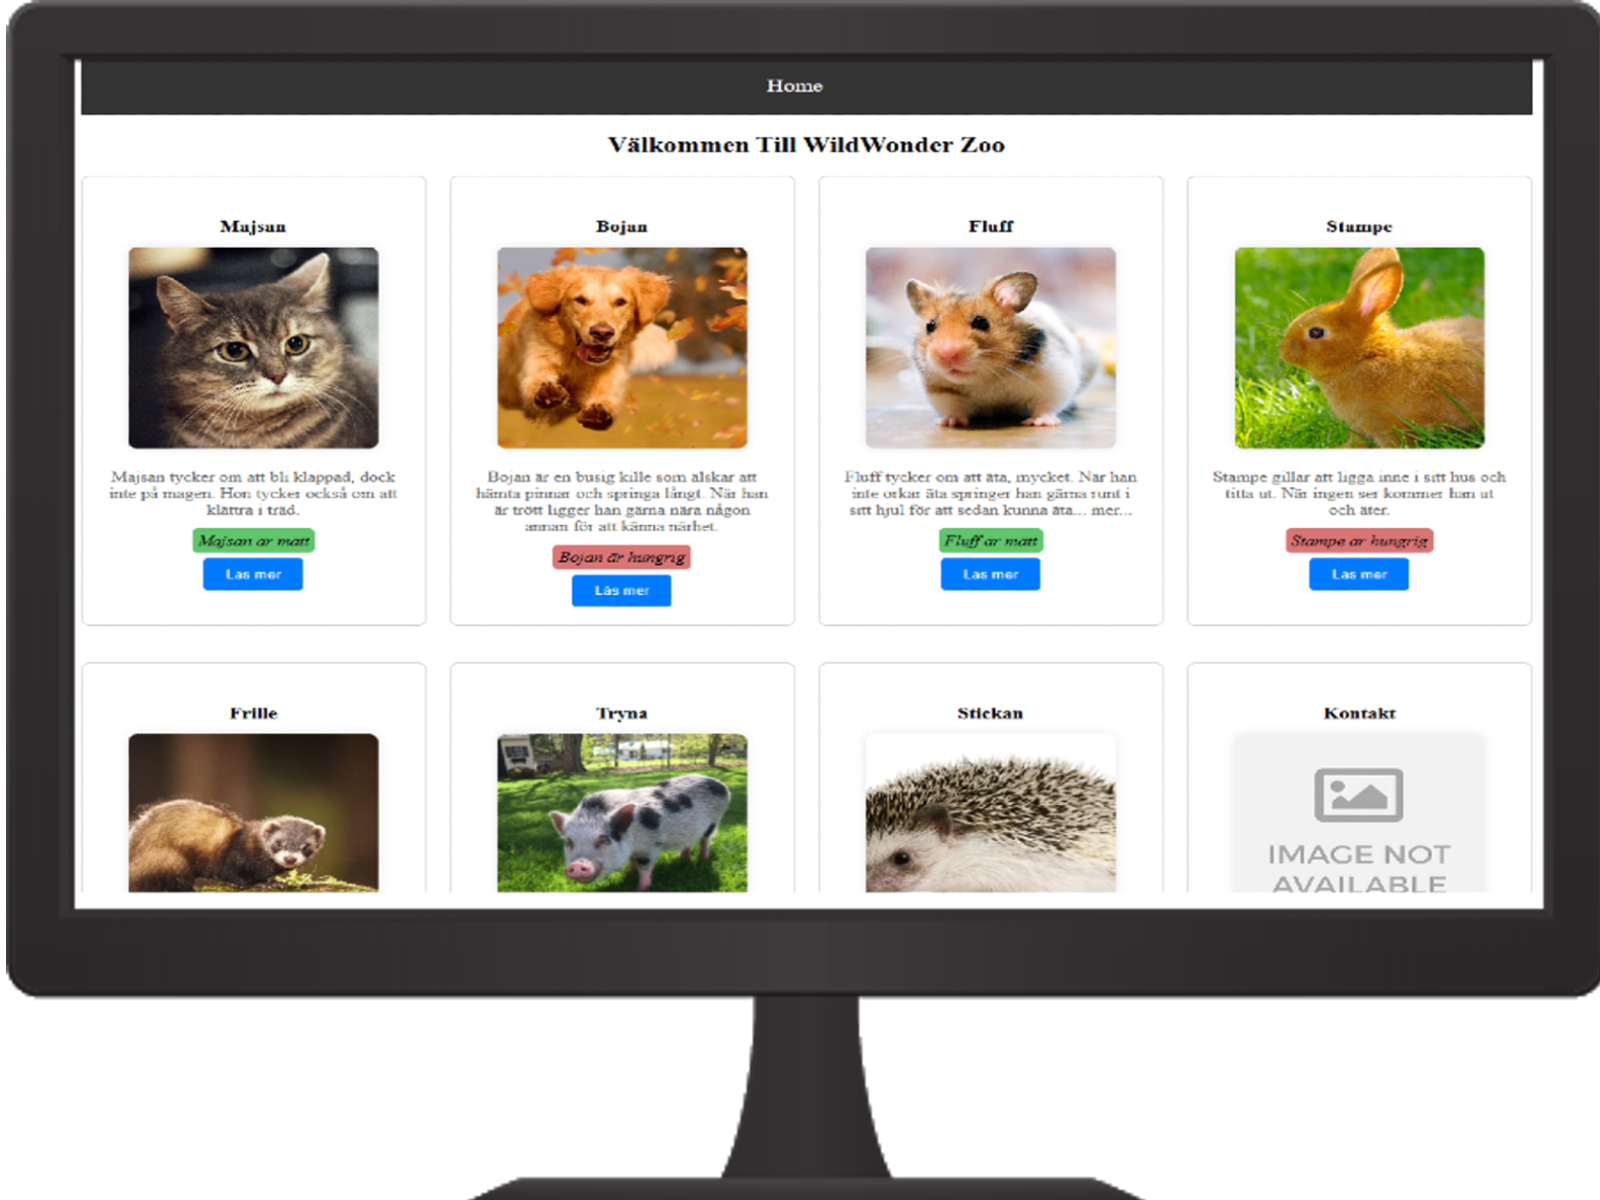 Home
Välkommen Till WildWonder Zoo
Majsan
Majsan tycker om att bli klappad, dock
inte på magen. Hon tycker också om att
klättra i träd.
Majsan är mätt
Läs mer
Bojan
Bojan är en busig kille som älskar att
hämta pinnar och springa långt. När han
är trött ligger han gärna nära någon
annan för att känna närhet.
Bojan är hungrig
Läs mer
Fluff
Fluff tycker om att äta, mycket. När han
inte orkar äta springer han gärna runt i
sitt hjul för att sedan kunna äta... mer...
Fluff är mätt
Läs mer
Stampe
Stampe gillar att ligga inne i sitt hus och
titta ut. När ingen ser kommer han ut
och äter.
Stampe är hungrig
Läs mer
Frille
Tryna
Stickan
Kontakt
IMAGE NOT
AVAILABLE